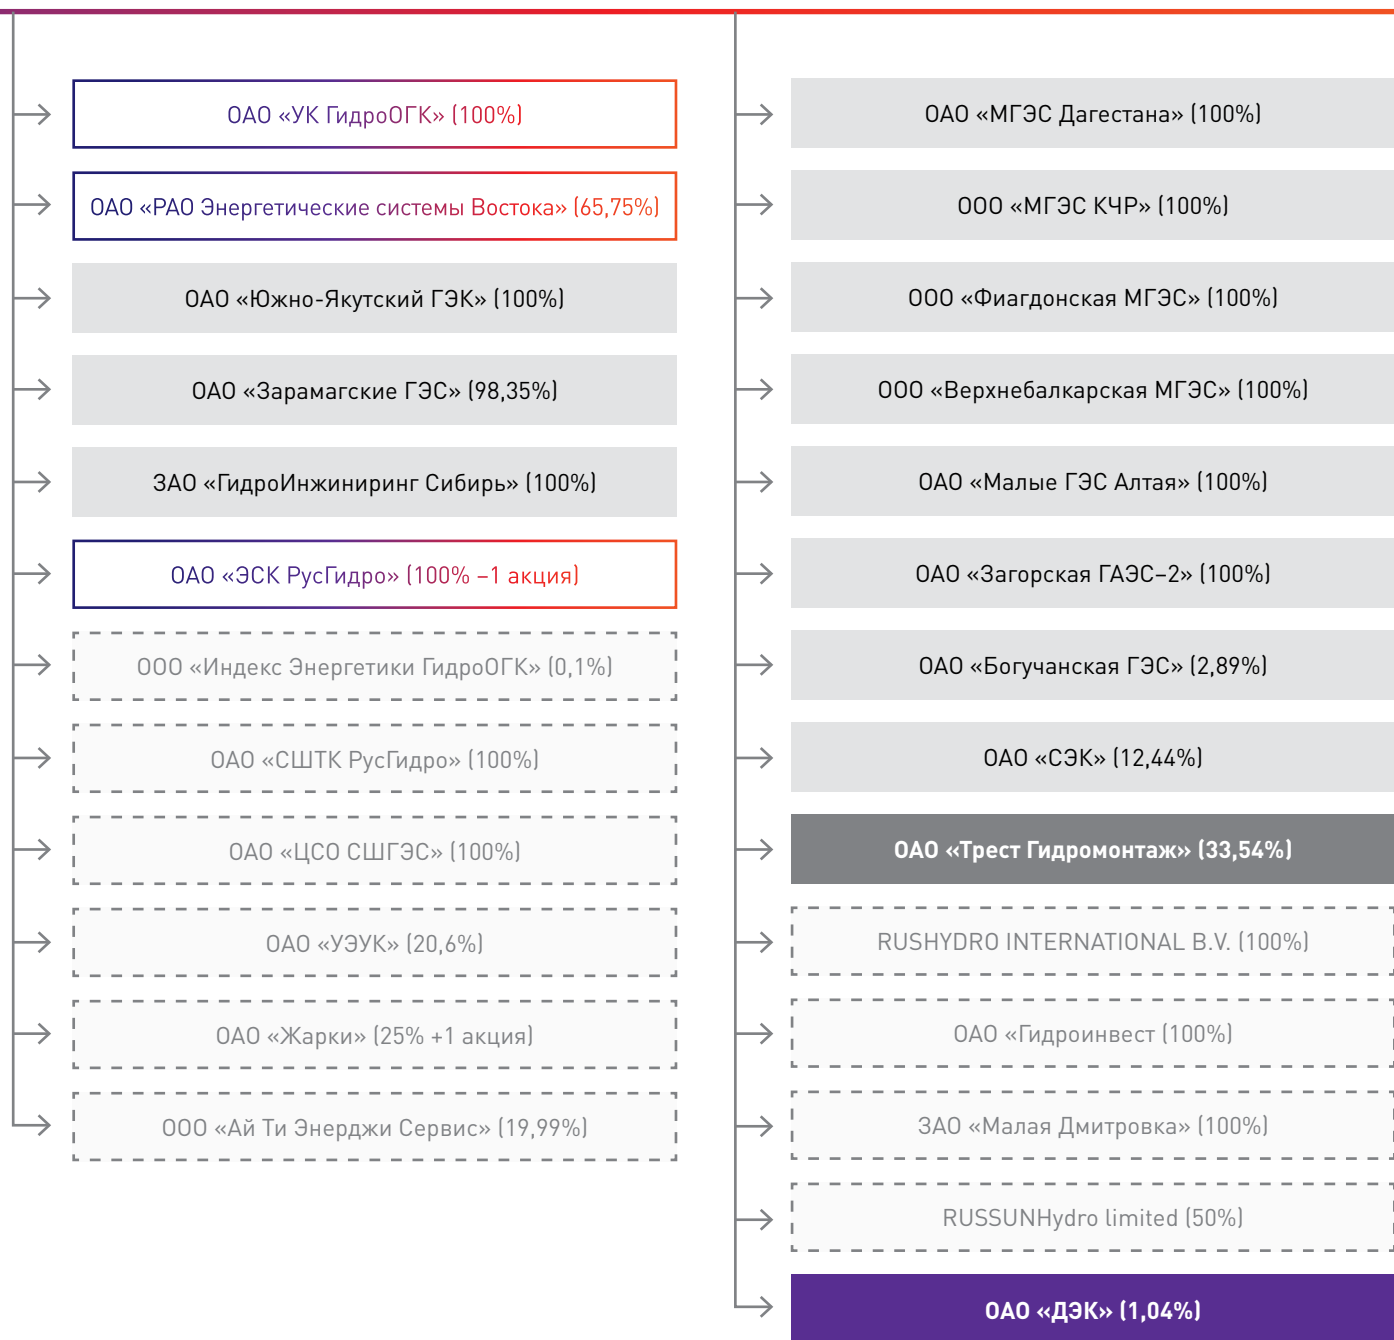 ОАО «УК ГидроОГК» (100%)
ОАО «РАО Энергетические системы Востока» (65,75%)
ОАО «Южно-Якутский ГЭК» (100%)
ОАО «Зарамагские ГЭС» (98,35%)
ЗАО «ГидроИнжиниринг Сибирь» (100%)
ОАО «ЭСК РусГидро» (100% –1 акция)
ООО «Индекс Энергетики ГидроОГК» (0,1%)
ОАО «СШТК РусГидро» (100%)
ОАО «ЦСО СШГЭС» (100%)
ОАО «УЭУК» (20,6%)
ОАО «Жарки» (25% +1 акция)
ООО «Ай Ти Энерджи Сервис» (19,99%)
ОАО «МГЭС Дагестана» (100%)
ООО «МГЭС КЧР» (100%)
ООО «Фиагдонская МГЭС» (100%)
ООО «Верхнебалкарская МГЭС» (100%)
ОАО «Малые ГЭС Алтая» (100%)
ОАО «Загорская ГАЭС–2» (100%)
ОАО «Богучанская ГЭС» (2,89%)
ОАО «СЭК» (12,44%)
ОАО «Трест Гидромонтаж» (33,54%)
RUSHYDRO INTERNATIONAL B.V. (100%)
ОАО «Гидроинвест (100%)
ЗАО «Малая Дмитровка» (100%)
RUSSUNHydro limited (50%)
ОАО «ДЭК» (1,04%)